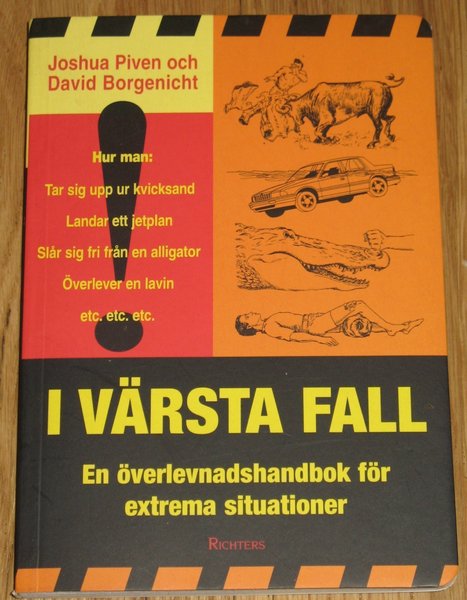 Joshua Piven och
David Borgenicht
Hur man:
Tar sig upp ur kvicksand
Landar ett jetplan
Slår sig fri från en alligator
Överlever en lavin
etc. etc. etc.
I VÄRSTA FALL
En överlevnadshandbok för
extrema situationer
RICHTERS